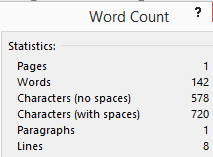 Word Count ?
Statistics:
Pages 1
Words 142
Characters (no spaces) 578
Characters (with spaces) 720
Paragraphs 1
Lines 8